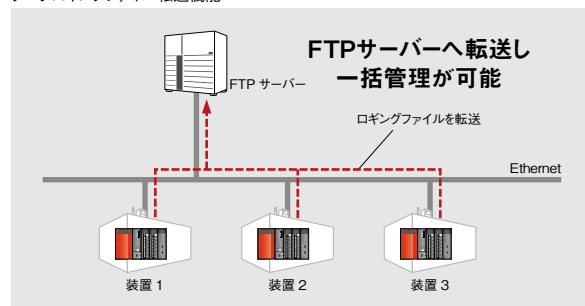 FTPサーバーへ転送し
一括管理が可能
FTP サーバー
ロギングファイルを転送
Ethernet
装置 1
装置 2
装置 3